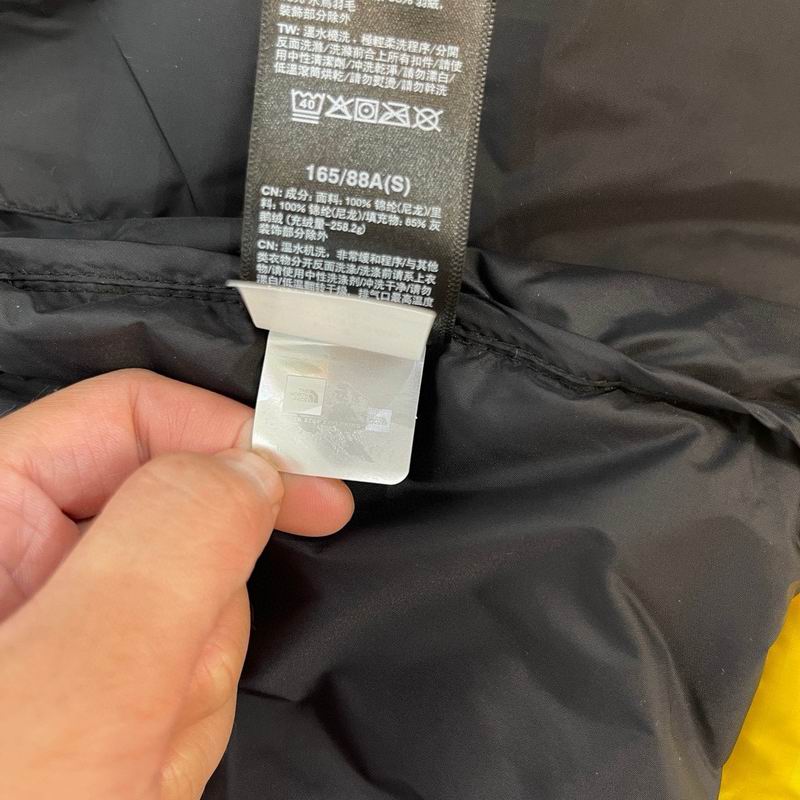 装飾部分除外
TW: 溫水機洗，極輕柔洗程序/分開
反面洗滌/洗滌前合上所有扣件/請使
用中性清潔劑/沖洗乾淨/請勿漂白/
低溫滾筒烘乾/請勿熨燙/請勿幹洗
40
165/88A(S)
CN: 成分: 面料: 100% 锦纶(尼龙)/里
料: 100% 锦纶(尼龙)/填充物: 85% 灰
鹅绒 (充绒量-258.2g)
装饰部分除外
CN: 温水机洗，非常缓和程序/与其他
类衣物分开反面洗涤/洗涤前请系上衣
物/请使用中性洗涤剂/冲洗干净/请勿
漂白/低温翻转干燥，排气口最高温度